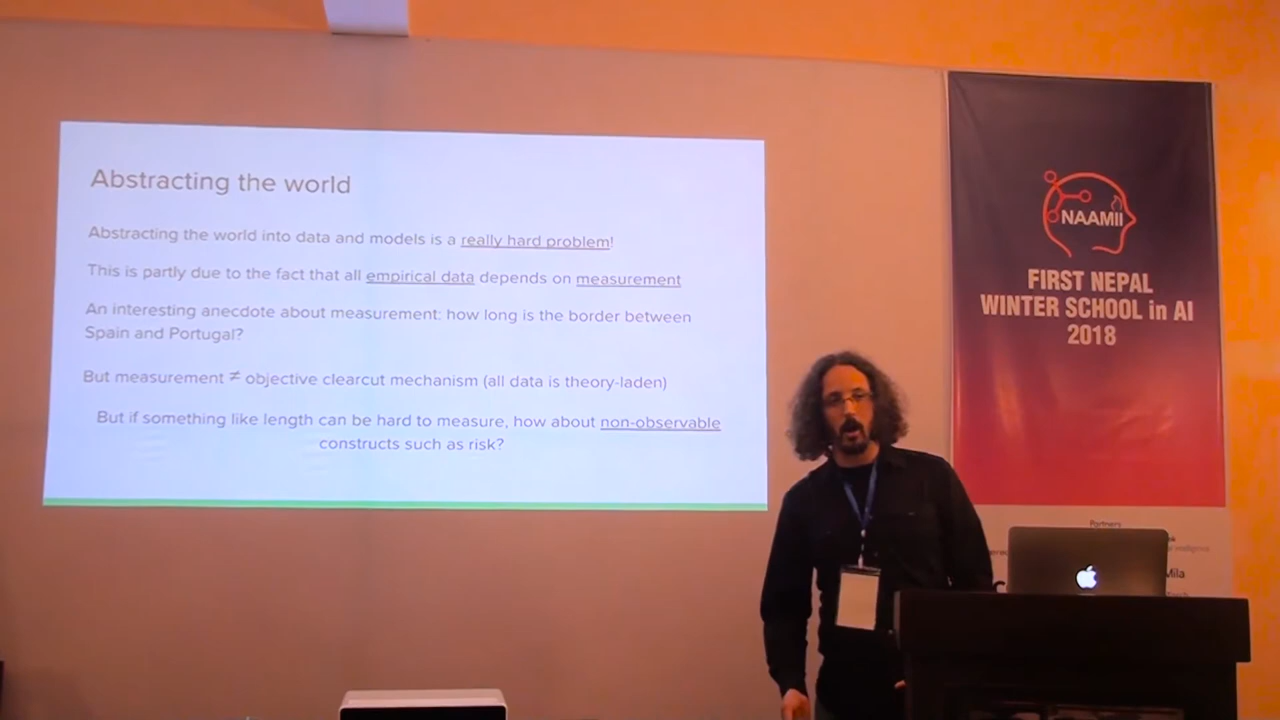 Abstracting the world
Abstracting the world into data and models is a really hard problem!
This is partly due to the fact that all empirical data depends on measurement
An interesting anecdote about measurement: how long is the border between
Spain and Portugal?
But measurement ≠ objective clearcut mechanism (all data is theory-laden)
But if something like length can be hard to measure, how about non-observable
constructs such as risk?
NAAMII
FIRST NEPAL
WINTER SCHOOL in AI
2018
Partners